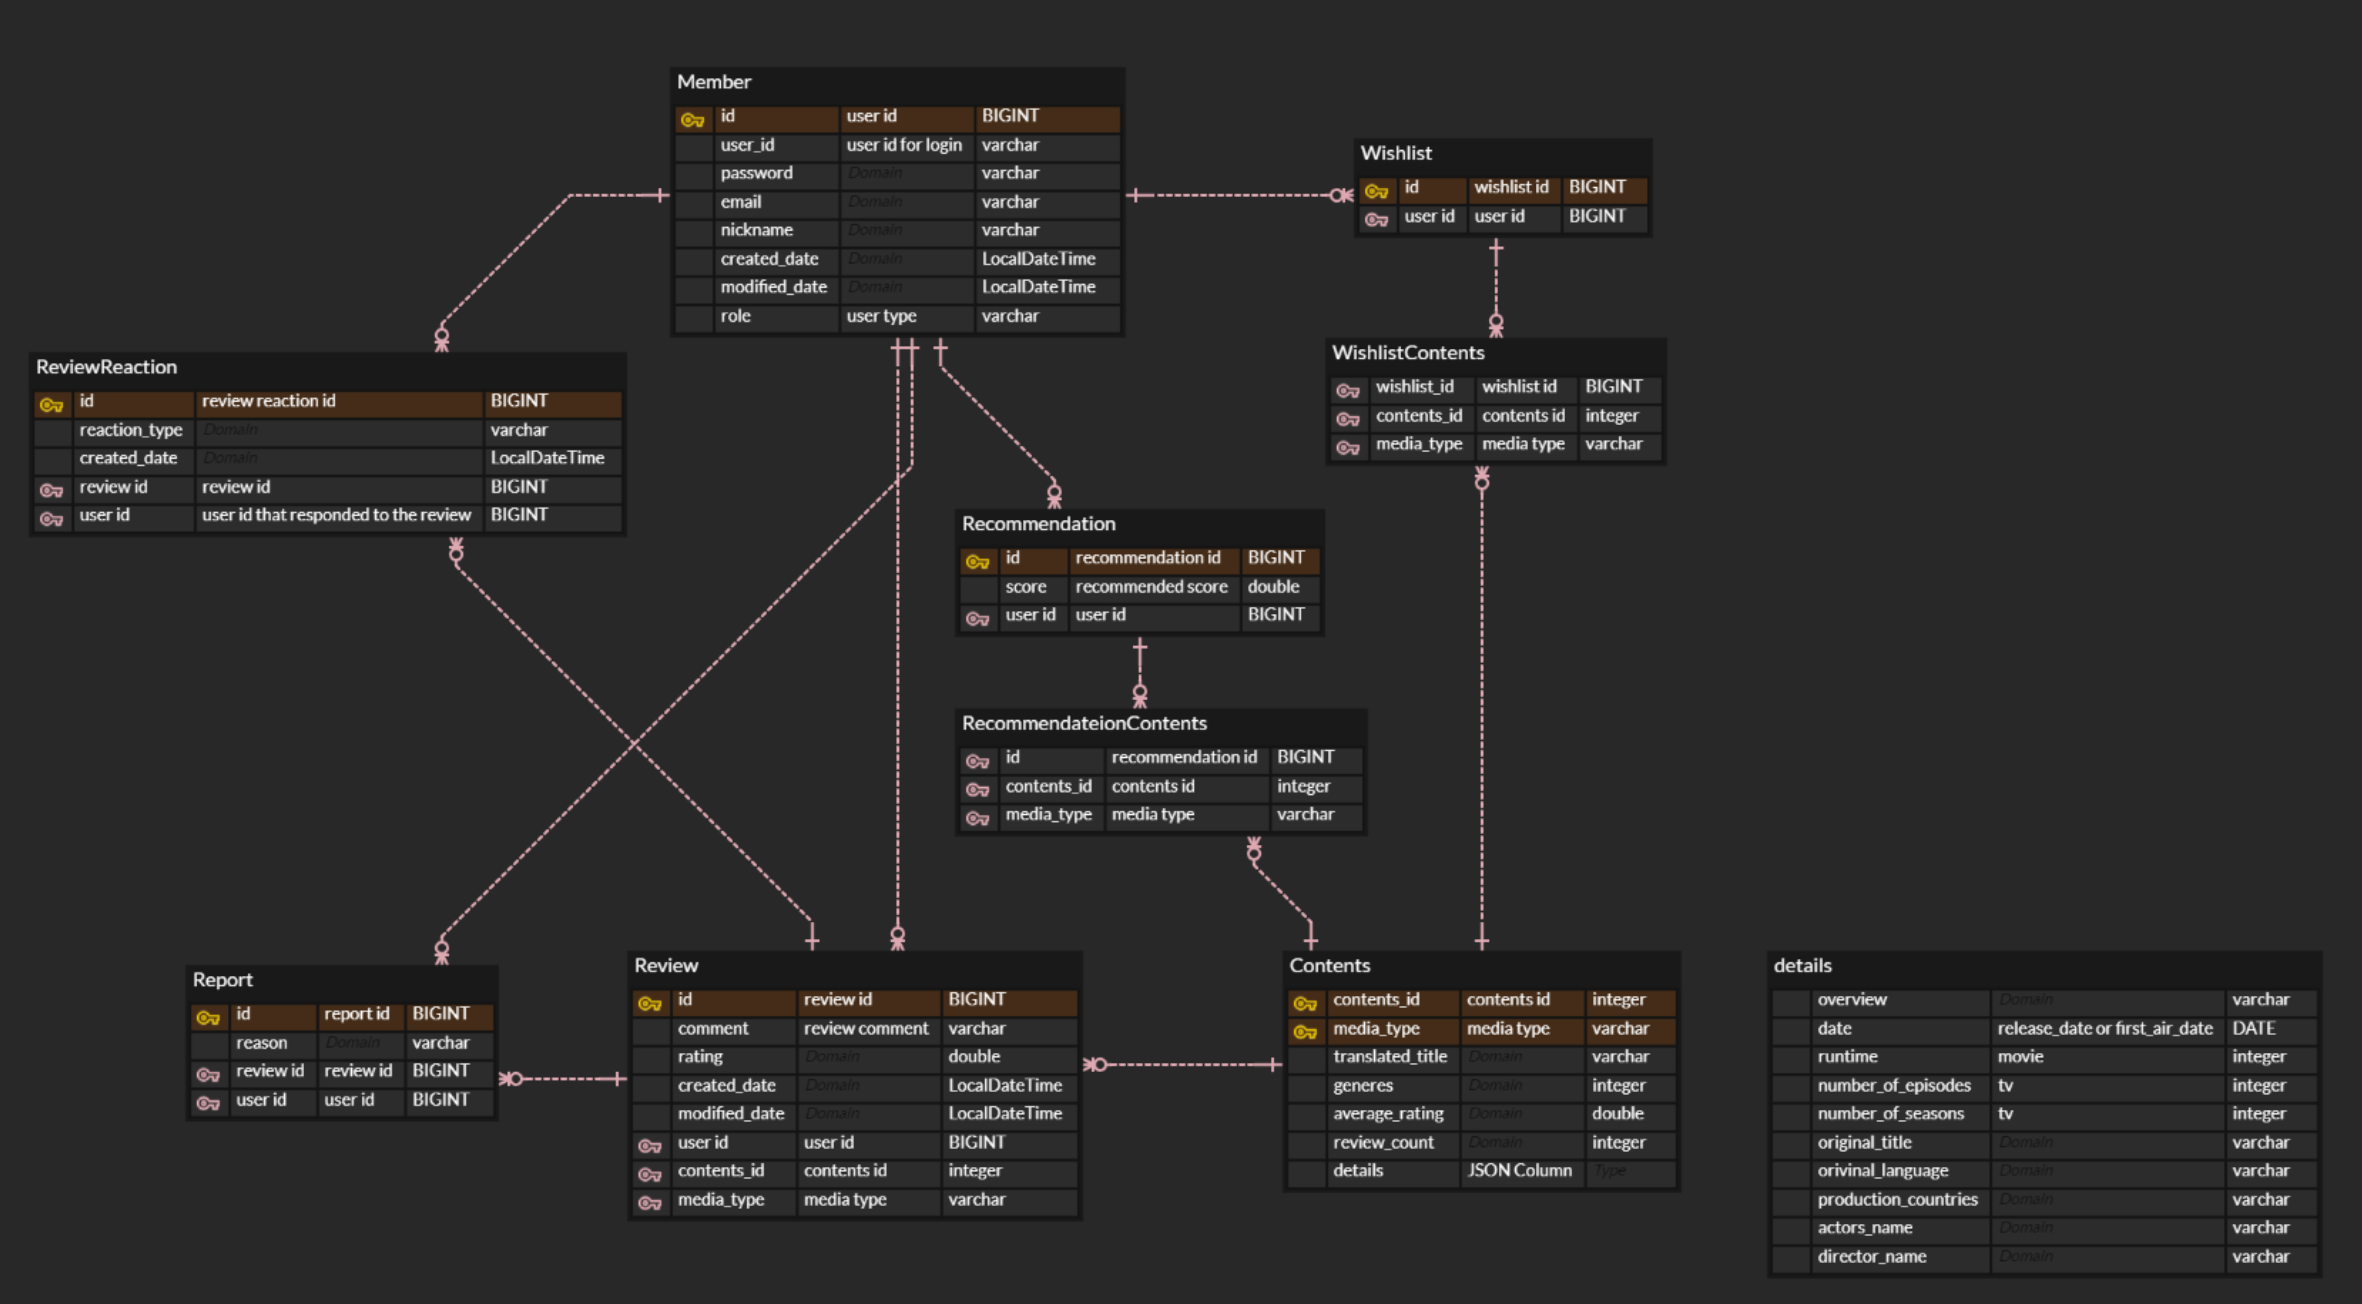 Member
id user id BIGINT
user_id user id for login varchar
password Domain varchar
email Domain varchar
nickname Domain varchar
created_date Domain LocalDateTime
modified_date Domain LocalDateTime
role user type varchar
Wishlist
id wishlist id BIGINT
user id user id BIGINT
ReviewReaction
id review reaction id BIGINT
reaction_type Domain varchar
created_date Domain LocalDateTime
review id review id BIGINT
user id user id that responded to the review BIGINT
WishlistContents
wishlist_id wishlist id BIGINT
contents_id contents id integer
media_type media type varchar
Recommendation
id recommendation id BIGINT
score recommended score double
user id user id BIGINT
RecommendateionContents
id recommendation id BIGINT
contents_id contents id integer
media_type media type varchar
Report
id report id BIGINT
reason Domain varchar
review id review id BIGINT
user id user id BIGINT
Review
id review id BIGINT
comment review comment varchar
rating Domain double
created_date Domain LocalDateTime
modified_date Domain LocalDateTime
user id user id BIGINT
contents_id contents id integer
media_type media type varchar
Contents
contents_id contents id integer
media_type media type varchar
translated_title Domain varchar
generes Domain integer
average_rating Domain double
review_count Domain integer
details JSON Column Type
details
overview Domain varchar
date release_date or first_air_date DATE
runtime movie integer
number_of_episodes tv integer
number_of_seasons tv integer
original_title Domain varchar
orivinal_language Domain varchar
production_countries Domain varchar
actors_name Domain varchar
director_name Domain varchar